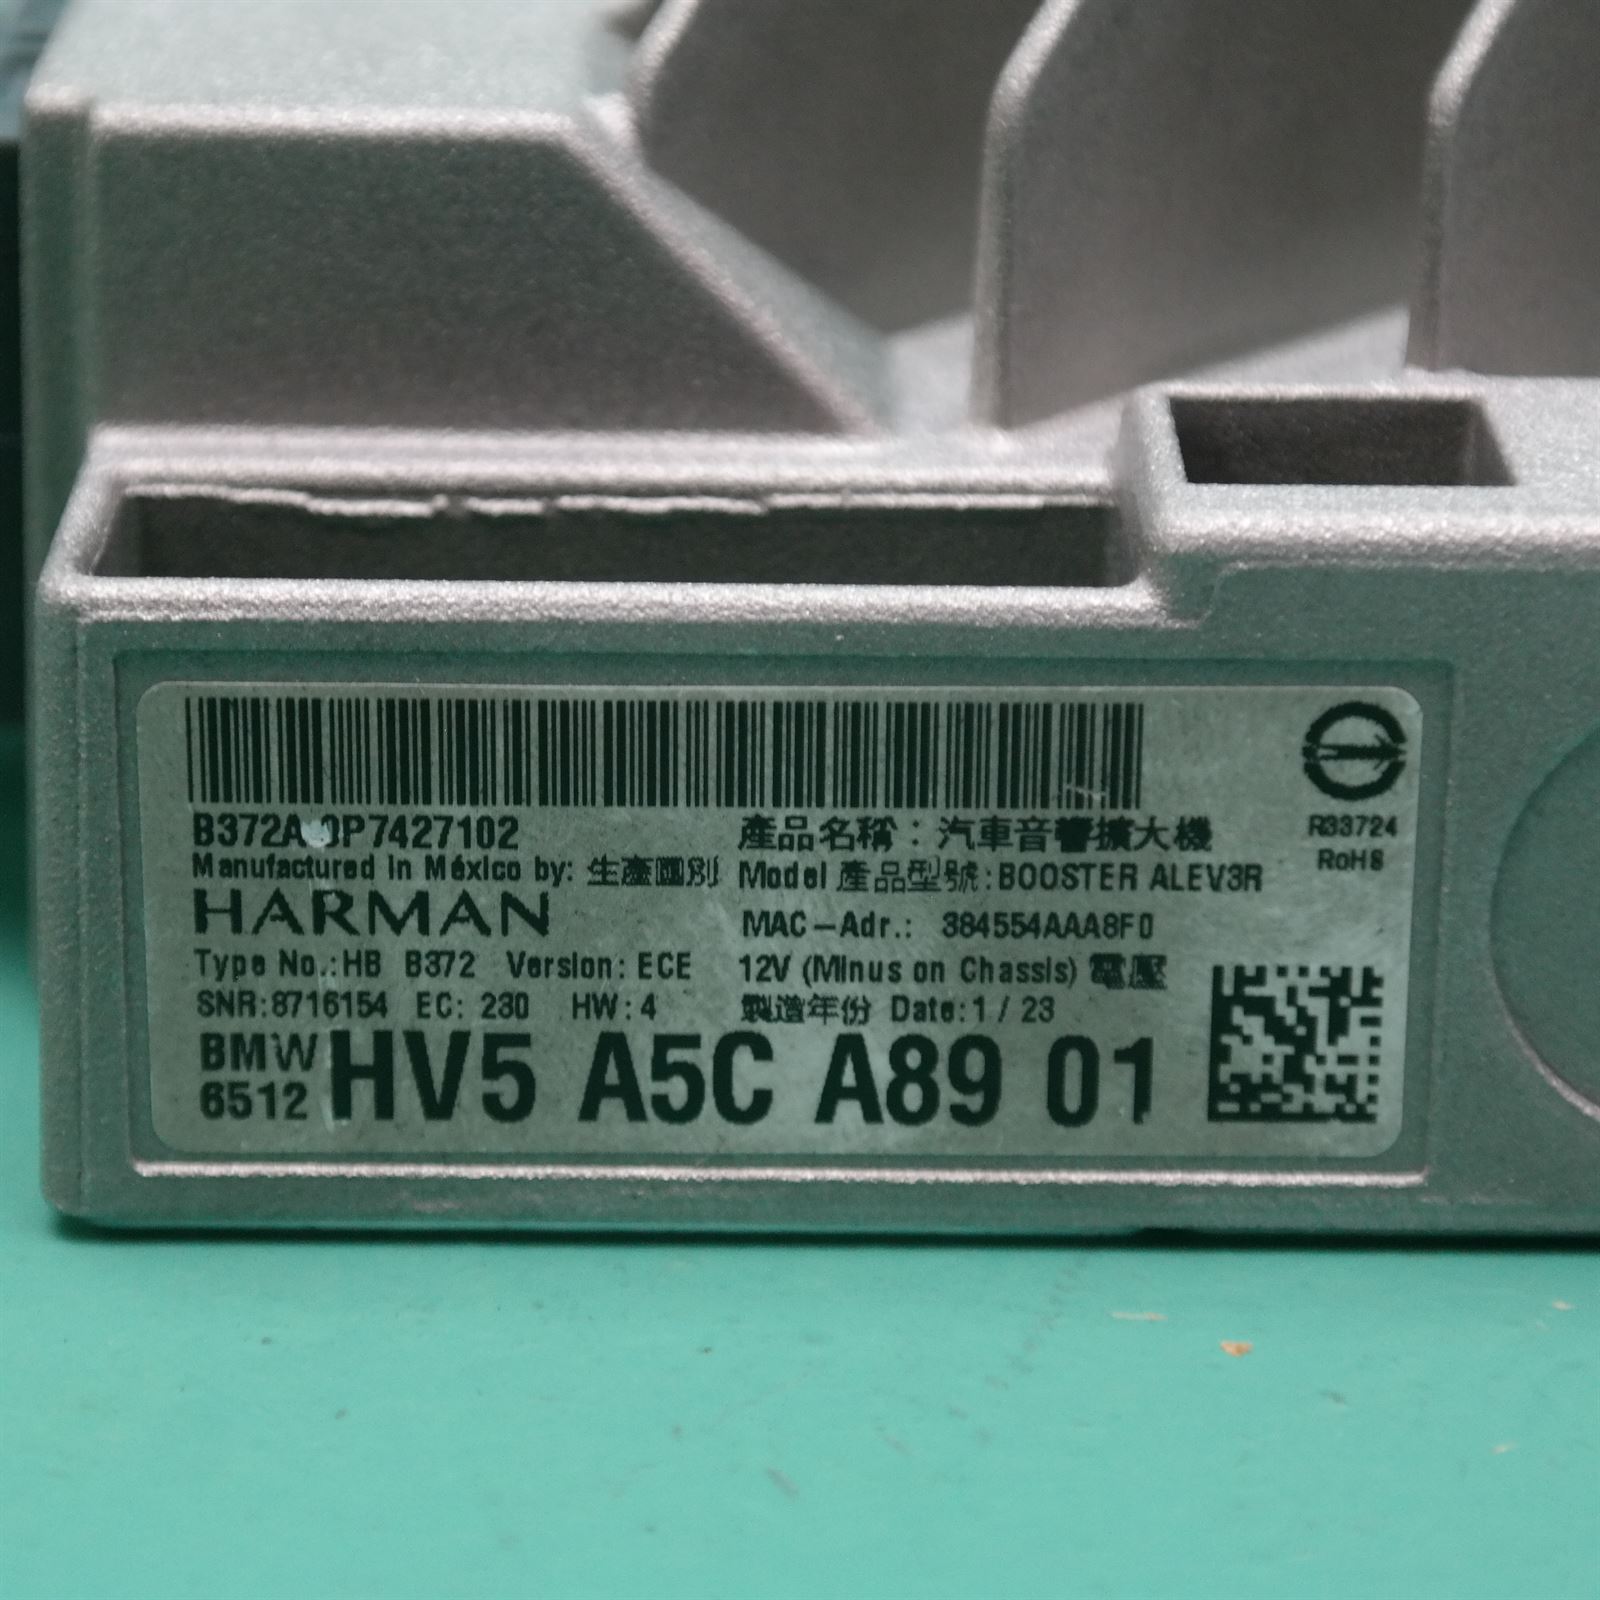 P7427102
產品名稱：汽車音響擴大機
R33724
RoHS
Manufactured in México by: 生產國別
Model 產品型號:BOOSTER ALEV3R
HARMAN
MAC-Adr.: 384554AAA8F0
Type No.:HB B372 Version: ECE
12V (Minus on Chassis) 電壓
SNR:8716154 EC: 230 HW:4
製造年份 Date:1 / 23
BMW
6512
HV5 A5C A89 01